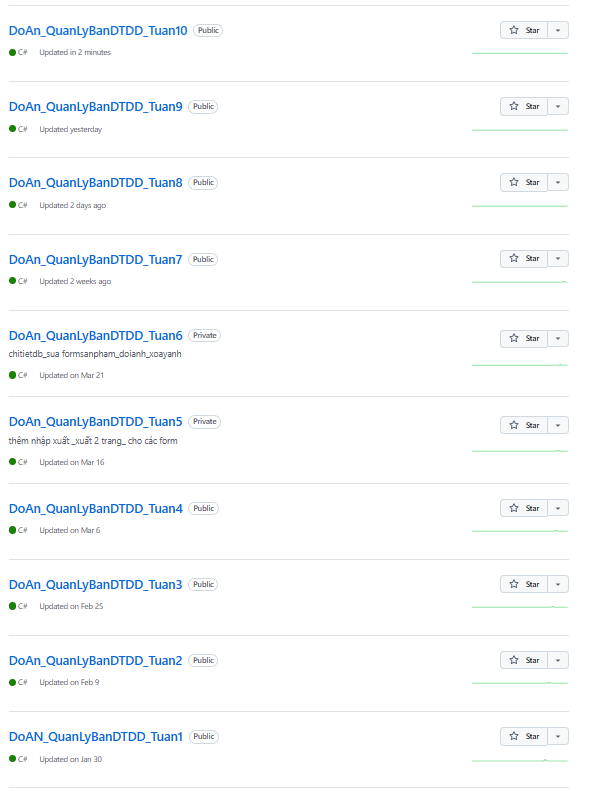 DoAn_QuanLyBanDTDD_Tuan10 Public Star
C# Updated in 2 minutes
DoAn_QuanLyBanDTDD_Tuan9 Public Star
C# Updated yesterday
DoAn_QuanLyBanDTDD_Tuan8 Public Star
C# Updated 2 days ago
DoAn_QuanLyBanDTDD_Tuan7 Public Star
C# Updated 2 weeks ago
DoAn_QuanLyBanDTDD_Tuan6 Private Star
chitietdb_sua formsanpham_doianh_xoayanh
C# Updated on Mar 21
DoAn_QuanLyBanDTDD_Tuan5 Private Star
thêm nhập xuất _xuất 2 trang_ cho các form
C# Updated on Mar 16
DoAn_QuanLyBanDTDD_Tuan4 Public Star
C# Updated on Mar 6
DoAn_QuanLyBanDTDD_Tuan3 Public Star
C# Updated on Feb 25
DoAn_QuanLyBanDTDD_Tuan2 Public Star
C# Updated on Feb 9
DoAN_QuanLyBanDTDD_Tuan1 Public Star
C# Updated on Jan 30